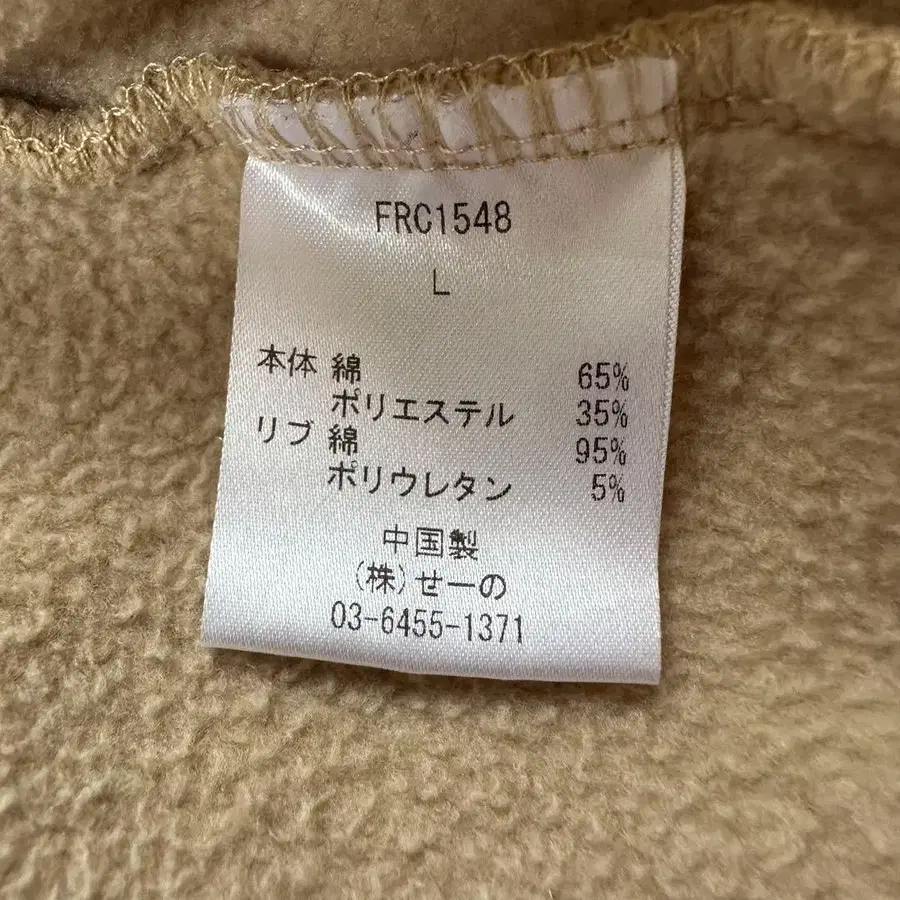 FRC1548
L
本体 綿 65%
ポリエステル 35%
リブ 綿 95%
ポリウレタン 5%
中国製
(株)せーの
03-6455-1371